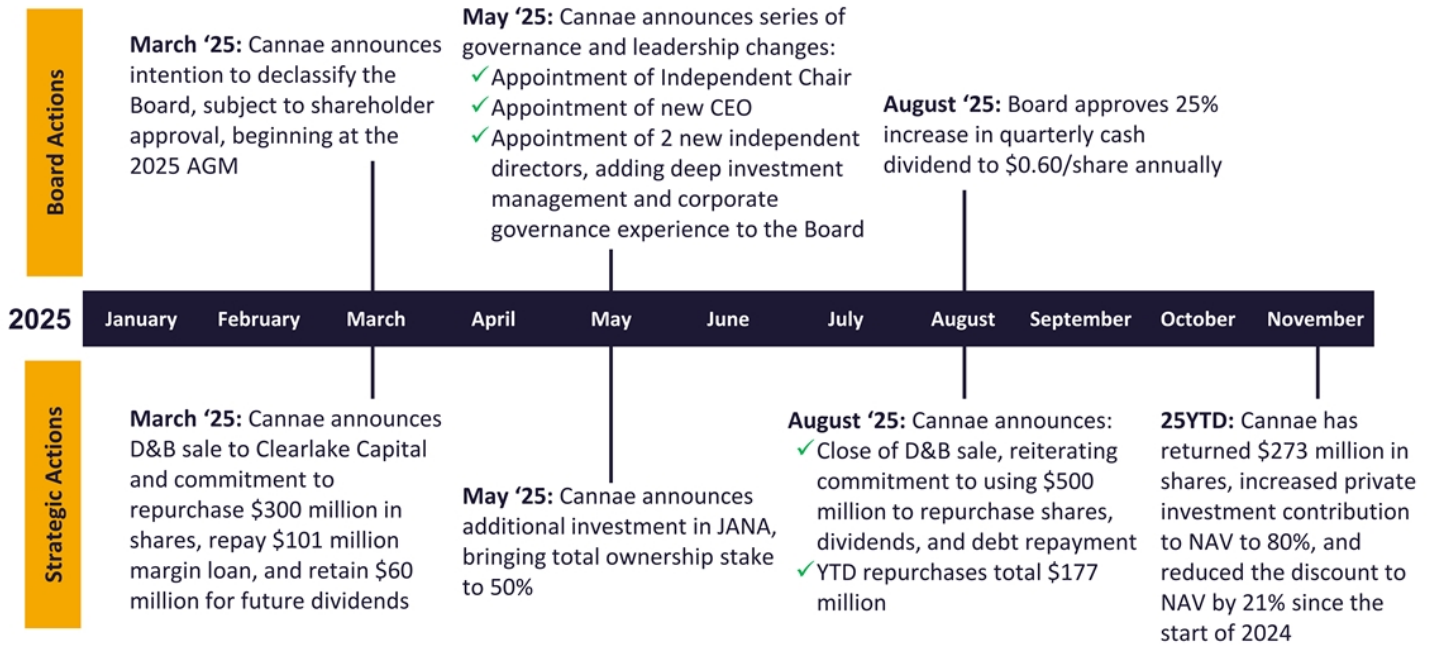 Board Actions
March ‘25: Cannae announces
intention to declassify the
Board, subject to shareholder
approval, beginning at the
2025 AGM
May ‘25: Cannae announces series of
governance and leadership changes:
✓Appointment of Independent Chair
✓Appointment of new CEO
✓Appointment of 2 new independent
directors, adding deep investment
management and corporate
governance experience to the Board
August ‘25: Board approves 25%
increase in quarterly cash
dividend to $0.60/share annually
2025 January February March April May June July August September October November
Strategic Actions
March ‘25: Cannae announces
D&B sale to Clearlake Capital
and commitment to
repurchase $300 million in
shares, repay $101 million
margin loan, and retain $60
million for future dividends
May ‘25: Cannae announces
additional investment in JANA,
bringing total ownership stake
to 50%
August ‘25: Cannae announces:
✓Close of D&B sale, reiterating
commitment to using $500
million to repurchase shares,
dividends, and debt repayment
✓YTD repurchases total $177
million
25YTD: Cannae has
returned $273 million in
shares, increased private
investment contribution
to NAV to 80%, and
reduced the discount to
NAV by 21% since the
start of 2024